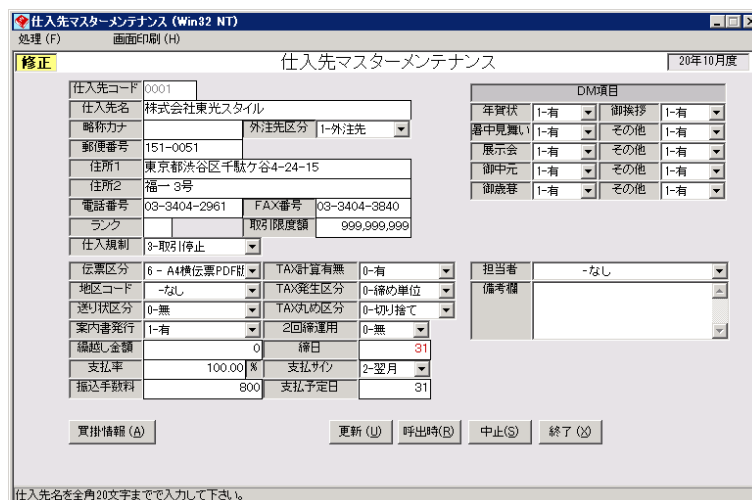 仕入先マスターメンテナンス (Win32 NT)
処理 (F) 画面印刷 (H)
修正 仕入先マスターメンテナンス 20年10月度
仕入先コード 0001
仕入先名 株式会社東光スタイル
略称カナ 外注先区分 1-外注先
郵便番号 151-0051
住所1 東京都渋谷区千駄ケ谷4-24-15
住所2 福一 3号
電話番号 03-3404-2961 FAX番号 03-3404-3840
ランク 取引限度額 999,999,999
仕入規制 3-取引停止
DM項目
年賀状 1-有 御挨拶 1-有
暑中見舞い 1-有 その他 1-有
展示会 1-有 その他 1-有
御中元 1-有 その他 1-有
御歳暮 1-有 その他 1-有
伝票区分 6 - A4横伝票PDF版 TAX計算有無 0-有
地区コード -なし TAX発生区分 0-締め単位
送り状区分 0-無 TAX丸め区分 0-切り捨て
案内書発行 1-有 2回締運用 0-無
繰越し金額 0 締日 31
支払率 100.00 % 支払サイン 2-翌月
振込手数料 800 支払予定日 31
担当者 -なし
備考欄
買掛情報 (A) 更新 (U) 呼出時(R) 中止(S) 終了 (X)
仕入先名を全角20文字までで入力して下さい。